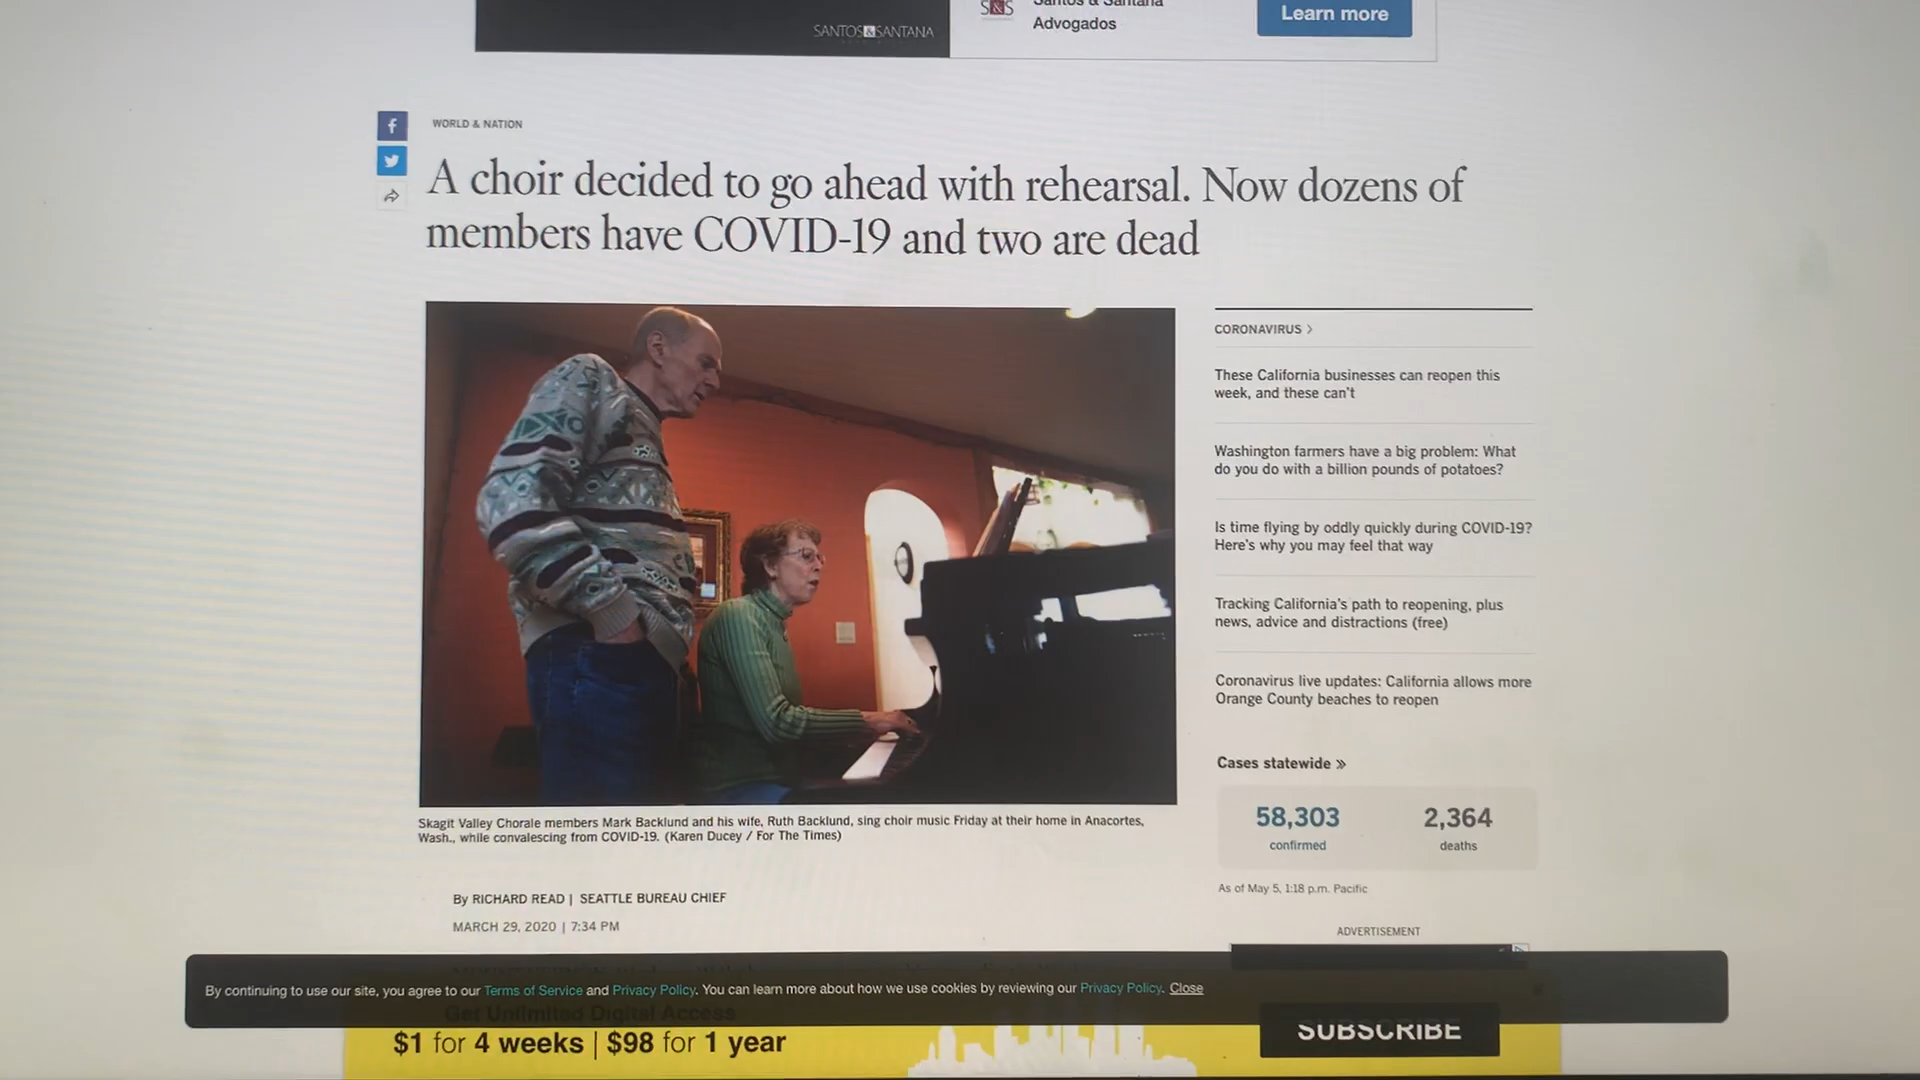 S&S
Santos & Santana
Advogados
Learn more
SANTOS&SANTANA
WORLD & NATION
A choir decided to go ahead with rehearsal. Now dozens of
members have COVID-19 and two are dead
Skagit Valley Chorale members Mark Backlund and his wife, Ruth Backlund, sing choir music Friday at their home in Anacortes,
Wash., while convalescing from COVID-19. (Karen Ducey / For The Times)
By RICHARD READ | SEATTLE BUREAU CHIEF
MARCH 29, 2020 | 7:34 PM
CORONAVIRUS >
These California businesses can reopen this
week, and these can't
Washington farmers have a big problem: What
do you do with a billion pounds of potatoes?
Is time flying by oddly quickly during COVID-19?
Here's why you may feel that way
Tracking California's path to reopening, plus
news, advice and distractions (free)
Coronavirus live updates: California allows more
Orange County beaches to reopen
Cases statewide »
58,303
confirmed
2,364
deaths
As of May 5, 1:18 p.m. Pacific
ADVERTISEMENT
By continuing to use our site, you agree to our Terms of Service and Privacy Policy. You can learn more about how we use cookies by reviewing our Privacy Policy. Close
Get Unlimited Digital Access
$1 for 4 weeks | $98 for 1 year
SUBSCRIBE